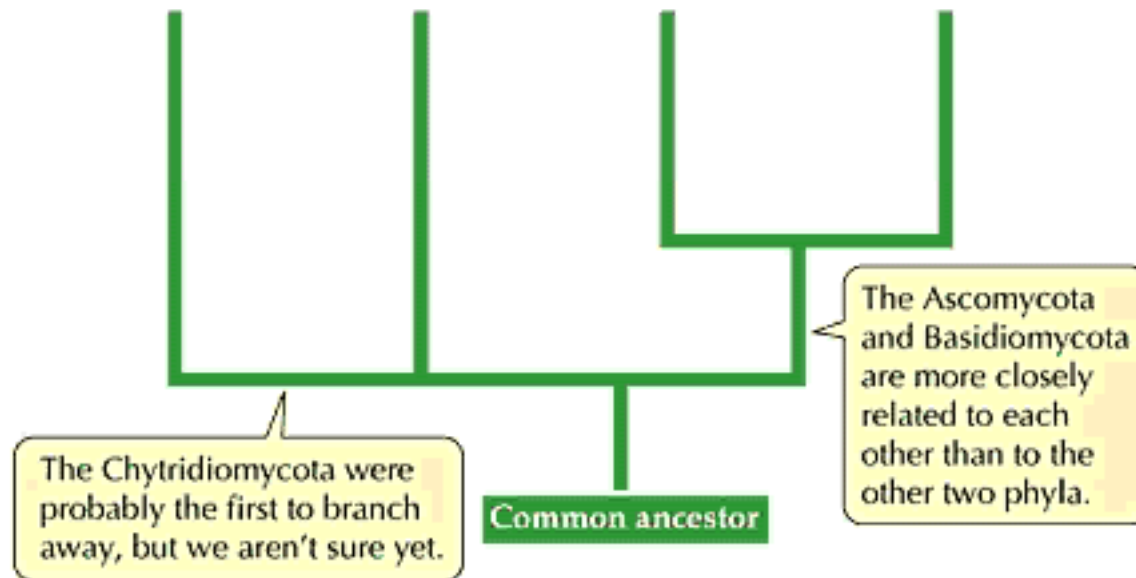 The Ascomycota
and Basidiomycota
are more closely
related to each
other than to the
other two phyla.
The Chytridiomycota were
probably the first to branch
away, but we aren't sure yet.
Common ancestor